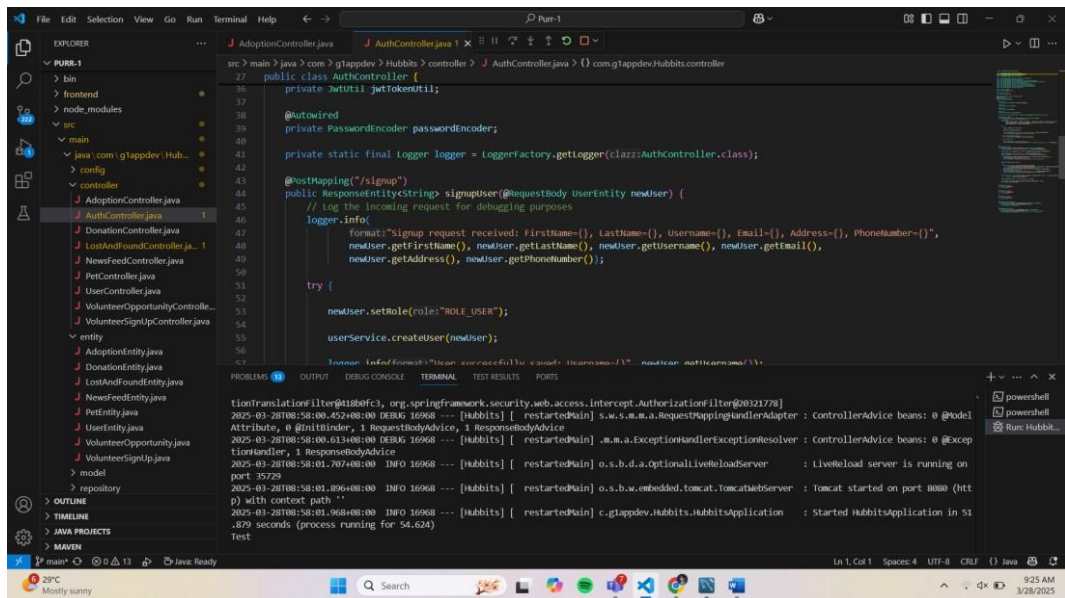 File Edit Selection View Go Run Terminal Help Purr-1
EXPLORER
PURR-1
bin
frontend
node_modules
src
main
java\com\g1appdev\Hub...
config
controller
AdoptionController.java
AuthController.java 1
DonationController.java
LostAndFoundController.ja... 1
NewsFeedController.java
PetController.java
UserController.java
VolunteerOpportunityControlle...
VolunteerSignUpController.java
entity
AdoptionEntity.java
DonationEntity.java
LostAndFoundEntity.java
NewsFeedEntity.java
PetEntity.java
UserEntity.java
VolunteerOpportunity.java
VolunteerSignUp.java
model
repository
OUTLINE
TIMELINE
JAVA PROJECTS
MAVEN
222
1
AdoptionController.java AuthController.java 1
src > main > java > com > g1appdev > Hubbits > controller > AuthController.java > {} com.g1appdev.Hubbits.controller
27 public class AuthController {
36 private JwtUtil jwtTokenUtil;
37
38 @Autowired
39 private PasswordEncoder passwordEncoder;
40
41 private static final Logger logger = LoggerFactory.getLogger(clazz:AuthController.class);
42
43 @PostMapping("/signup")
44 public ResponseEntity<String> signupUser(@RequestBody UserEntity newUser) {
45 // Log the incoming request for debugging purposes
46 logger.info(
47 format:"Signup request received: FirstName={}, LastName={}, Username={}, Email={}, Address={}, PhoneNumber={}",
48 newUser.getFirstName(), newUser.getLastName(), newUser.getUsername(), newUser.getEmail(),
49 newUser.getAddress(), newUser.getPhoneNumber());
50
51 try {
52
53 newUser.setRole(role:"ROLE_USER");
54
55 userService.createUser(newUser);
56
57 logger.info(format:"User successfully saved: Username={}", newUser.getUsername());
PROBLEMS 13 OUTPUT DEBUG CONSOLE TERMINAL TEST RESULTS PORTS
tionTranslationFilter@418b0fc3, org.springframework.security.web.access.intercept.AuthorizationFilter@20321778]
2025-03-28T08:58:00.452+08:00 DEBUG 16968 --- [Hubbits] [ restartedMain] s.w.s.m.m.a.RequestMappingHandlerAdapter : ControllerAdvice beans: 0 @Model
Attribute, 0 @InitBinder, 1 RequestBodyAdvice, 1 ResponseBodyAdvice
2025-03-28T08:58:00.613+08:00 DEBUG 16968 --- [Hubbits] [ restartedMain] .m.m.a.ExceptionHandlerExceptionResolver : ControllerAdvice beans: 0 @Excep
tionHandler, 1 ResponseBodyAdvice
2025-03-28T08:58:01.707+08:00 INFO 16968 --- [Hubbits] [ restartedMain] o.s.b.d.a.OptionalLiveReloadServer : LiveReload server is running on
port 35729
2025-03-28T08:58:01.896+08:00 INFO 16968 --- [Hubbits] [ restartedMain] o.s.b.w.embedded.tomcat.TomcatWebServer : Tomcat started on port 8080 (htt
p) with context path ''
2025-03-28T08:58:01.968+08:00 INFO 16968 --- [Hubbits] [ restartedMain] c.g1appdev.Hubbits.HubbitsApplication : Started HubbitsApplication in 51
.879 seconds (process running for 54.624)
Test
powershell
powershell
Run: Hubbit...
main* 0 13 Java: Ready Ln 1, Col 1 Spaces: 4 UTF-8 CRLF {} Java
6 29°C
Mostly sunny
Search
7
9:25 AM
3/28/2025